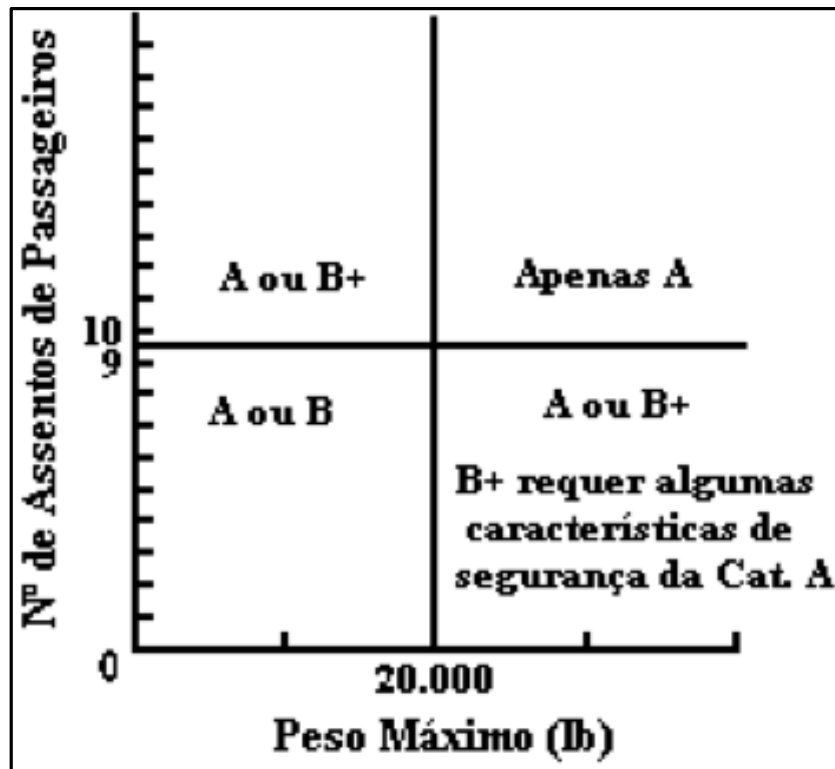 Nº de Assentos de Passageiros
A ou B+
Apenas A
10
9
A ou B
A ou B+
B+ requer algumas
características de
segurança da Cat. A
0
20.000
Peso Máximo (lb)